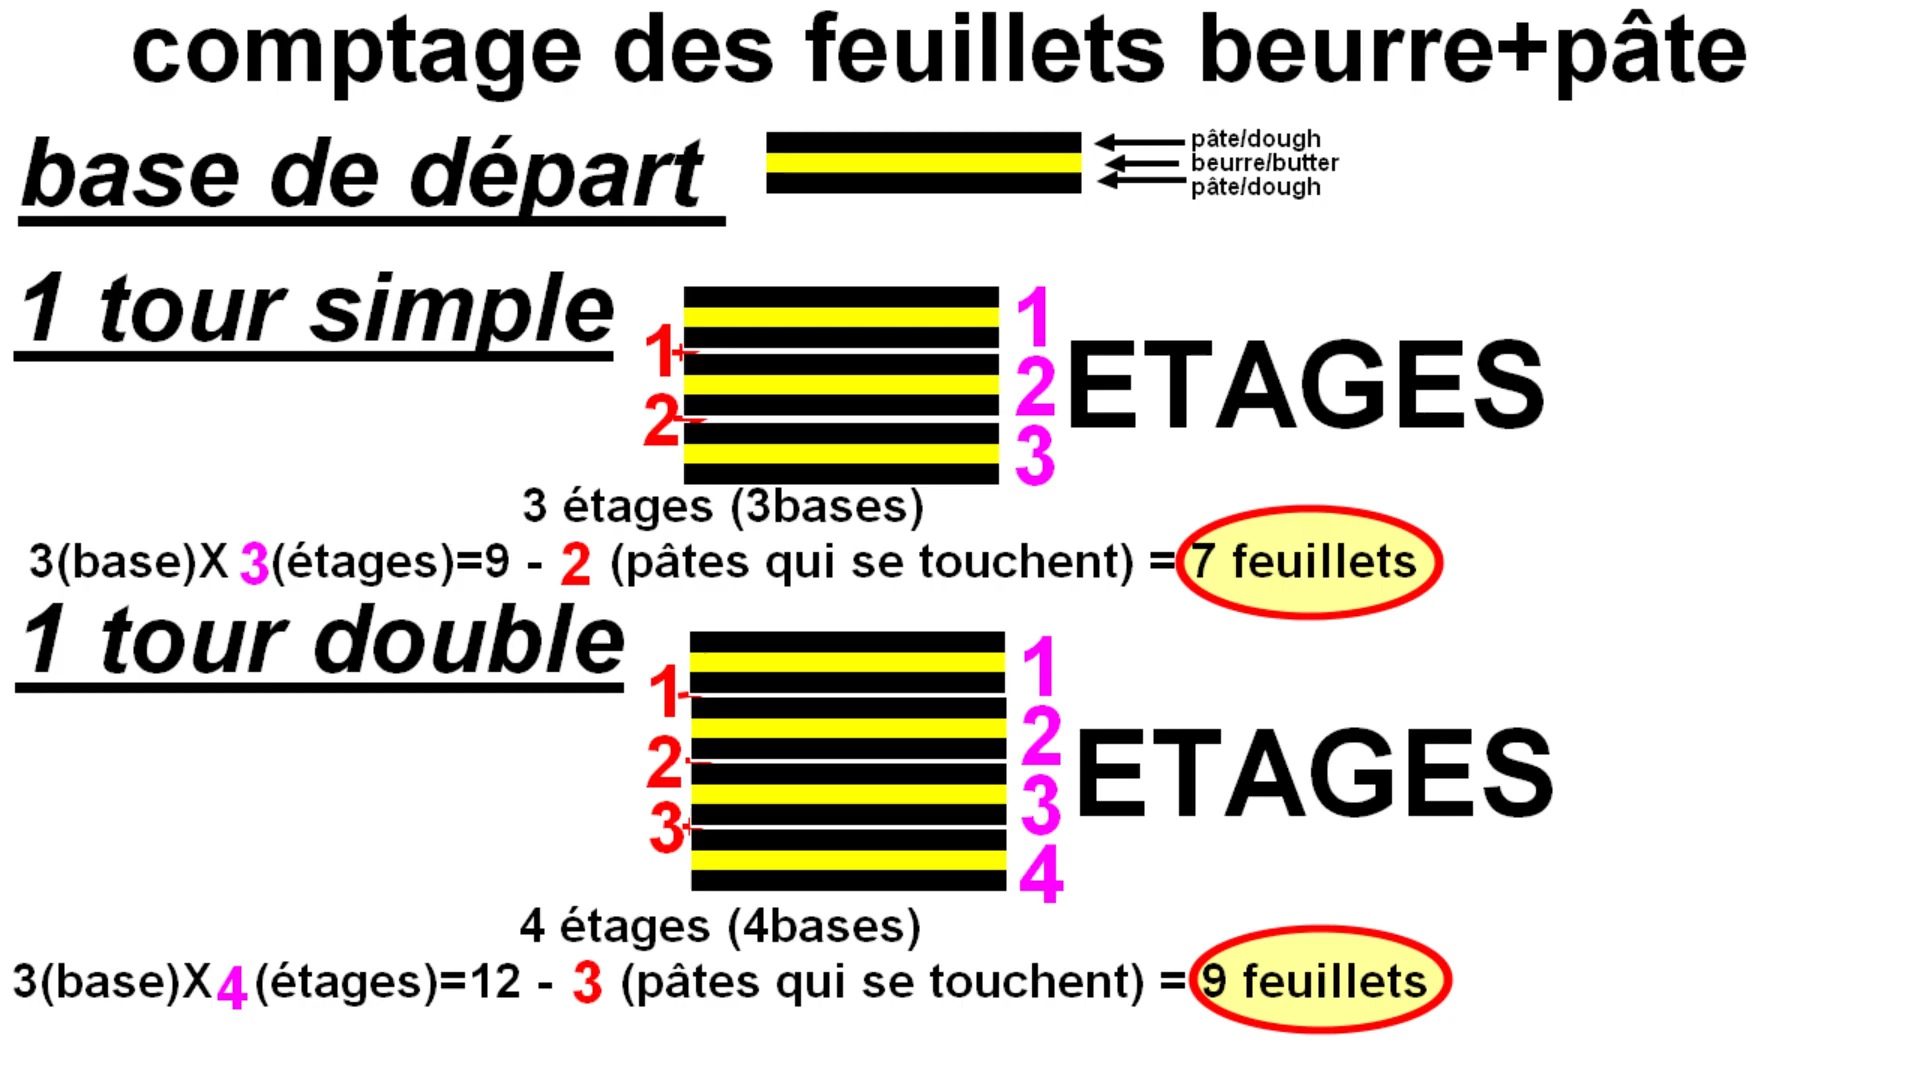 comptage des feuillets beurre+pâte
base de départ
pâte/dough
beurre/butter
pâte/dough
1 tour simple
1
2
1
2
3
ETAGES
3 étages (3bases)
3(base)X 3(étages)=9 - 2 (pâtes qui se touchent) = 7 feuillets
1 tour double
1
2
3
1
2
3
4
ETAGES
4 étages (4bases)
3(base)X4(étages)=12 - 3 (pâtes qui se touchent) = 9 feuillets